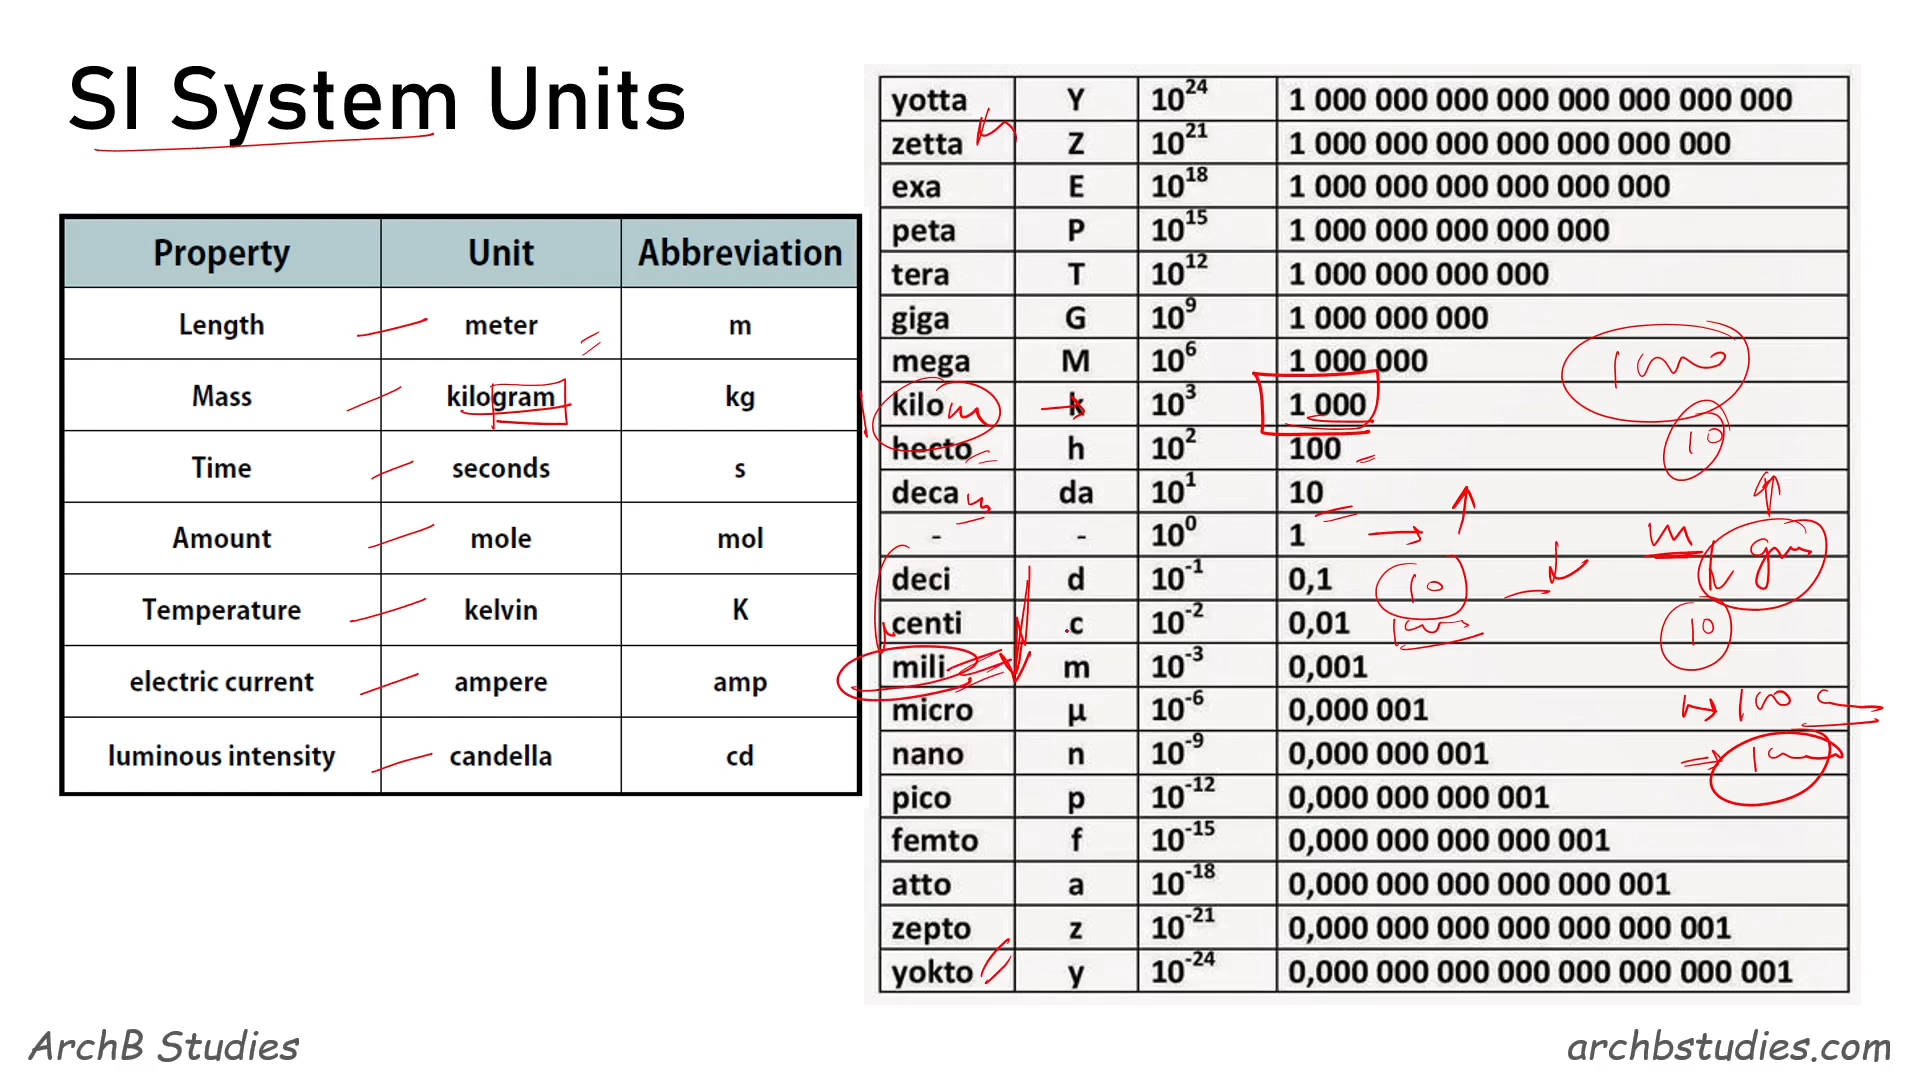 SI System Units
Property Unit Abbreviation
Length meter m
Mass kilogram kg
Time seconds s
Amount mole mol
Temperature kelvin K
electric current ampere amp
luminous intensity candella cd
yotta Y 10^24 1 000 000 000 000 000 000 000 000
zetta Z 10^21 1 000 000 000 000 000 000 000
exa E 10^18 1 000 000 000 000 000 000
peta P 10^15 1 000 000 000 000 000
tera T 10^12 1 000 000 000 000
giga G 10^9 1 000 000 000
mega M 10^6 1 000 000
kilo m k 10^3 1 000
hecto h 10^2 100
10
deca da 10^1 10
- - 10^0 1
m
1 gm
deci d 10^-1 0,1
10
centi c 10^-2 0,01
10
mili m 10^-3 0,001
micro μ 10^-6 0,000 001
100
nano n 10^-9 0,000 000 001
pico p 10^-12 0,000 000 000 001
femto f 10^-15 0,000 000 000 000 001
atto a 10^-18 0,000 000 000 000 000 001
zepto z 10^-21 0,000 000 000 000 000 000 001
yokto y 10^-24 0,000 000 000 000 000 000 000 001
ArchB Studies
archbstudies.com